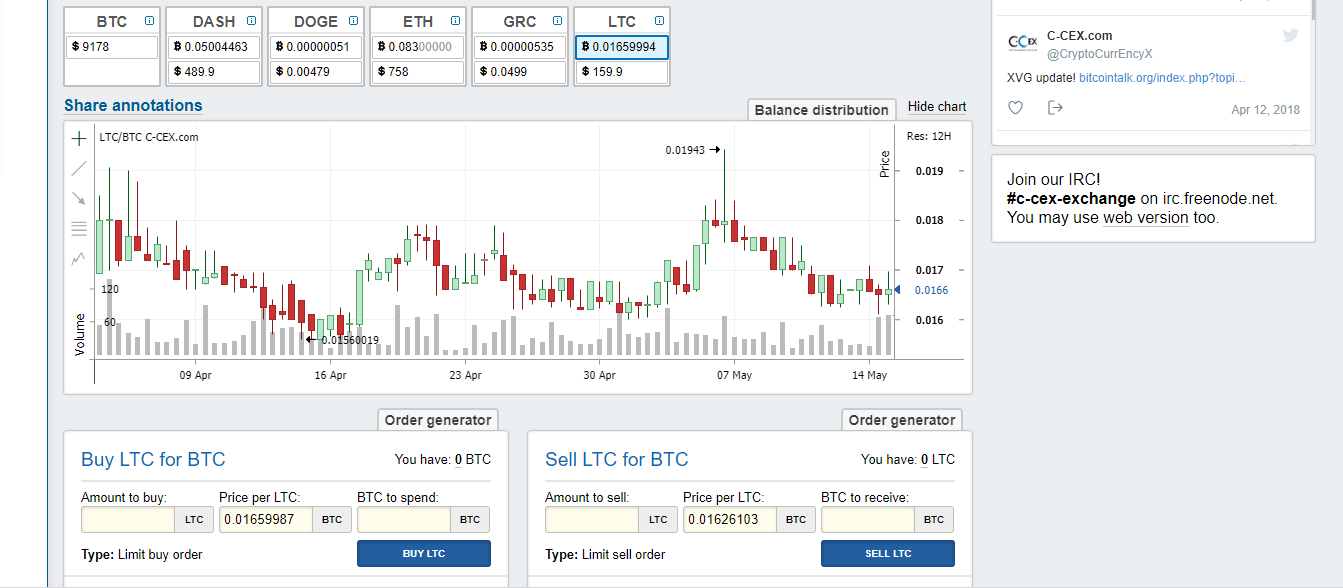 BTC
$ 9178
DASH
฿ 0.05004463
$ 489.9
DOGE
฿ 0.00000051
$ 0.00479
ETH
฿ 0.08300000
$ 758
GRC
฿ 0.00000535
$ 0.0499
LTC
฿ 0.01659994
$ 159.9
Share annotations
Balance distribution
Hide chart
LTC/BTC C-CEX.com
Res: 12H
0.01943
Price
0.019
0.018
0.017
0.0166
0.016
120
60
Volume
0.01560019
09 Apr
16 Apr
23 Apr
30 Apr
07 May
14 May
Order generator
Buy LTC for BTC
You have: 0 BTC
Amount to buy:
Price per LTC:
BTC to spend:
LTC
0.01659987
BTC
BTC
Type: Limit buy order
BUY LTC
Order generator
Sell LTC for BTC
You have: 0 LTC
Amount to sell:
Price per LTC:
BTC to receive:
LTC
0.01626103
BTC
BTC
Type: Limit sell order
SELL LTC
C-CEX
C-CEX.com
@CryptoCurrEncyX
XVG update! bitcointalk.org/index.php?topi…
Apr 12, 2018
Join our IRC!
#c-cex-exchange on irc.freenode.net.
You may use web version too.